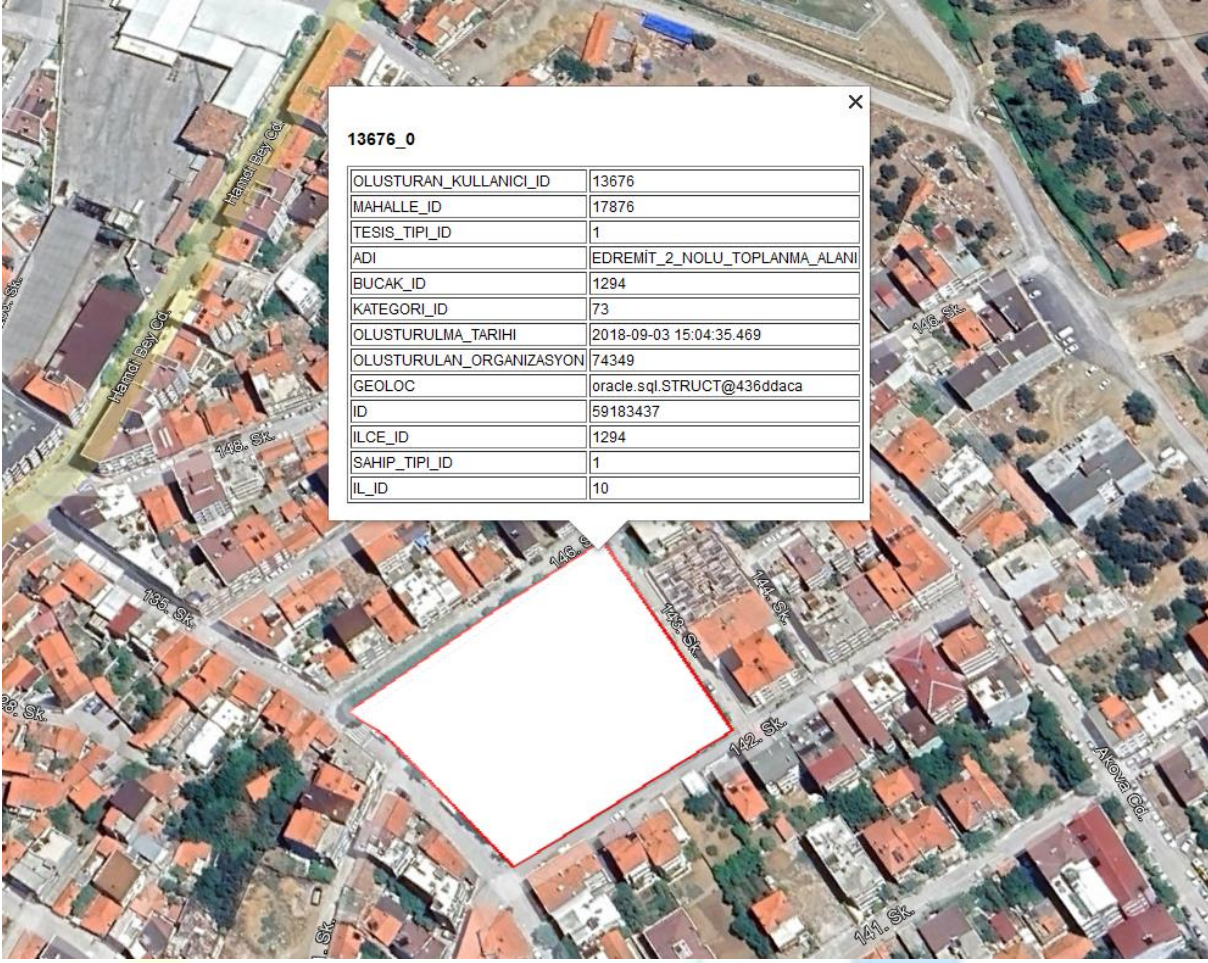 13676_0
OLUSTURAN_KULLANICI_ID 13676
MAHALLE_ID 17876
TESIS_TIPI_ID 1
ADI EDREMİT_2_NOLU_TOPLANMA_ALANI
BUCAK_ID 1294
KATEGORI_ID 73
OLUSTURULMA_TARIHI 2018-09-03 15:04:35.469
OLUSTURULAN_ORGANIZASYON 74349
GEOLOC oracle.sql.STRUCT@436ddaca
ID 59183437
ILCE_ID 1294
SAHIP_TIPI_ID 1
IL_ID 10
Hamdi Bey Cd.
Hamdi Bey Cd.
146. Sk.
148. Sk.
146. S
135. Sk.
144. Sk.
143. Sk.
142. Sk.
Akova Cd.
141. Sk.